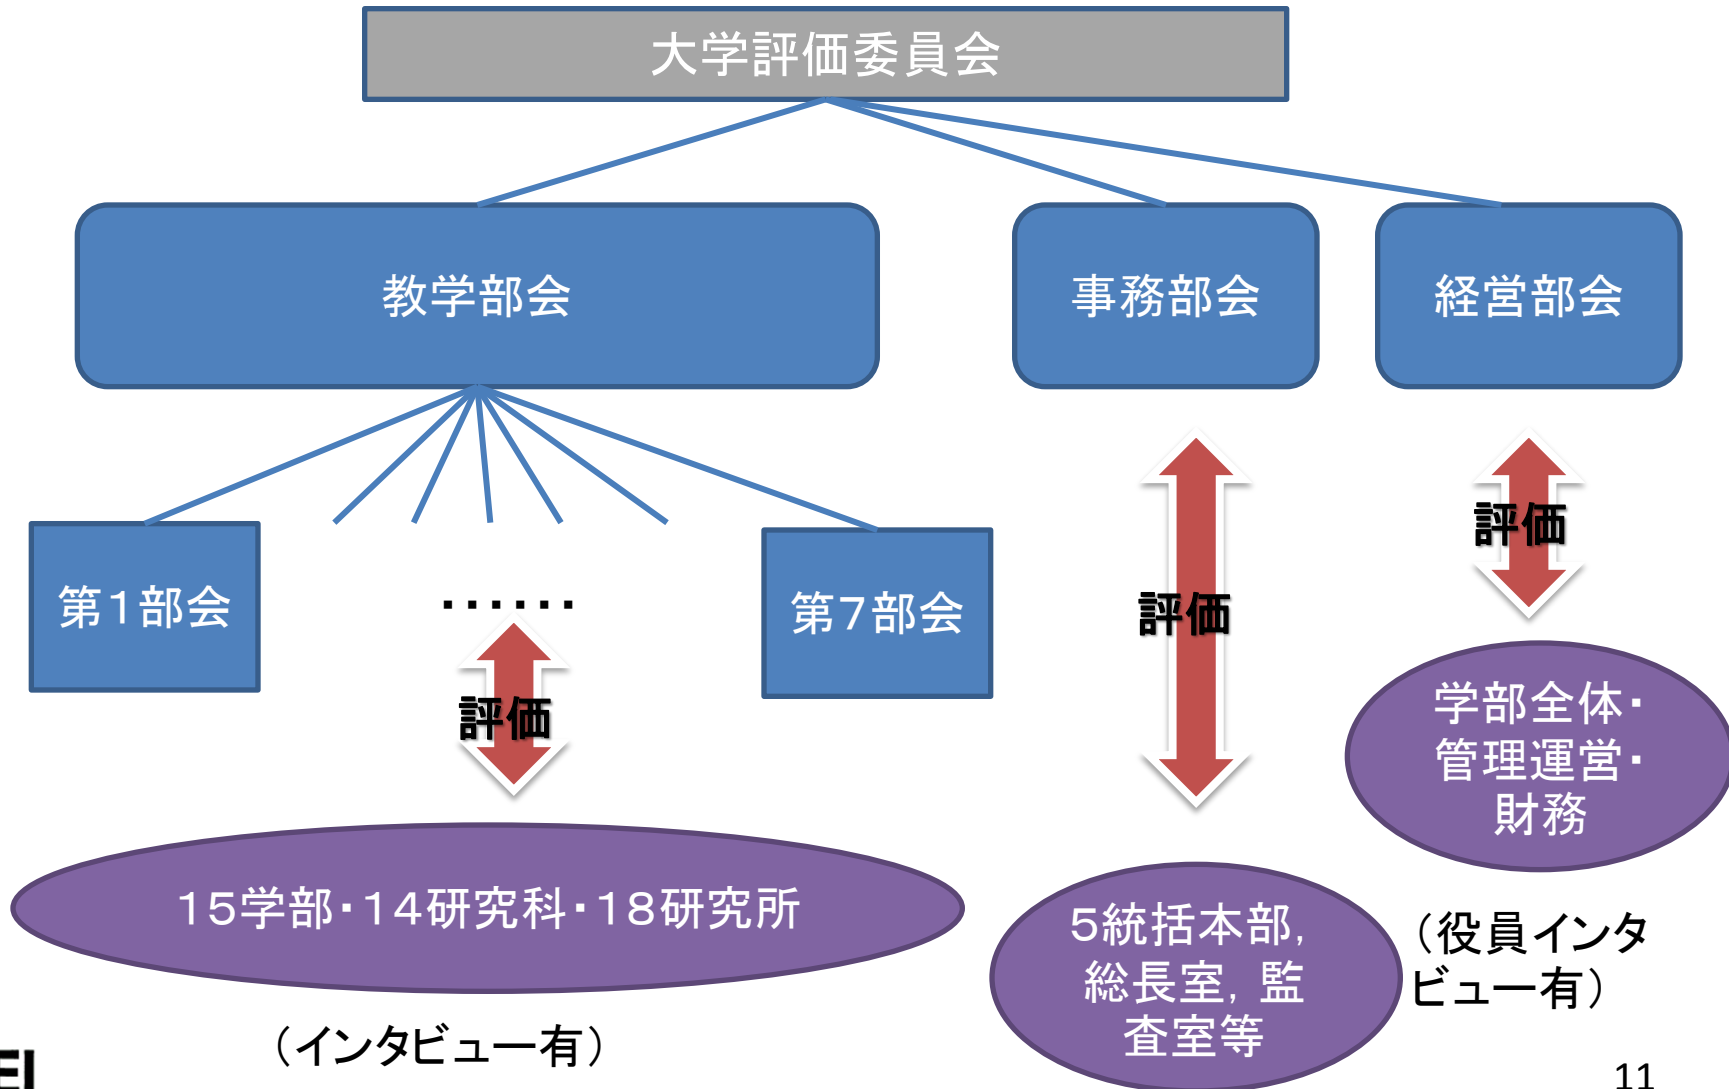 大学評価委員会
教学部会
事務部会
経営部会
第1部会
・・・・・・
第7部会
評価
評価
評価
学部全体・
管理運営・
財務
15学部・14研究科・18研究所
5統括本部,
総長室, 監
査室等
（役員インタ
ビュー有）
（インタビュー有）
11